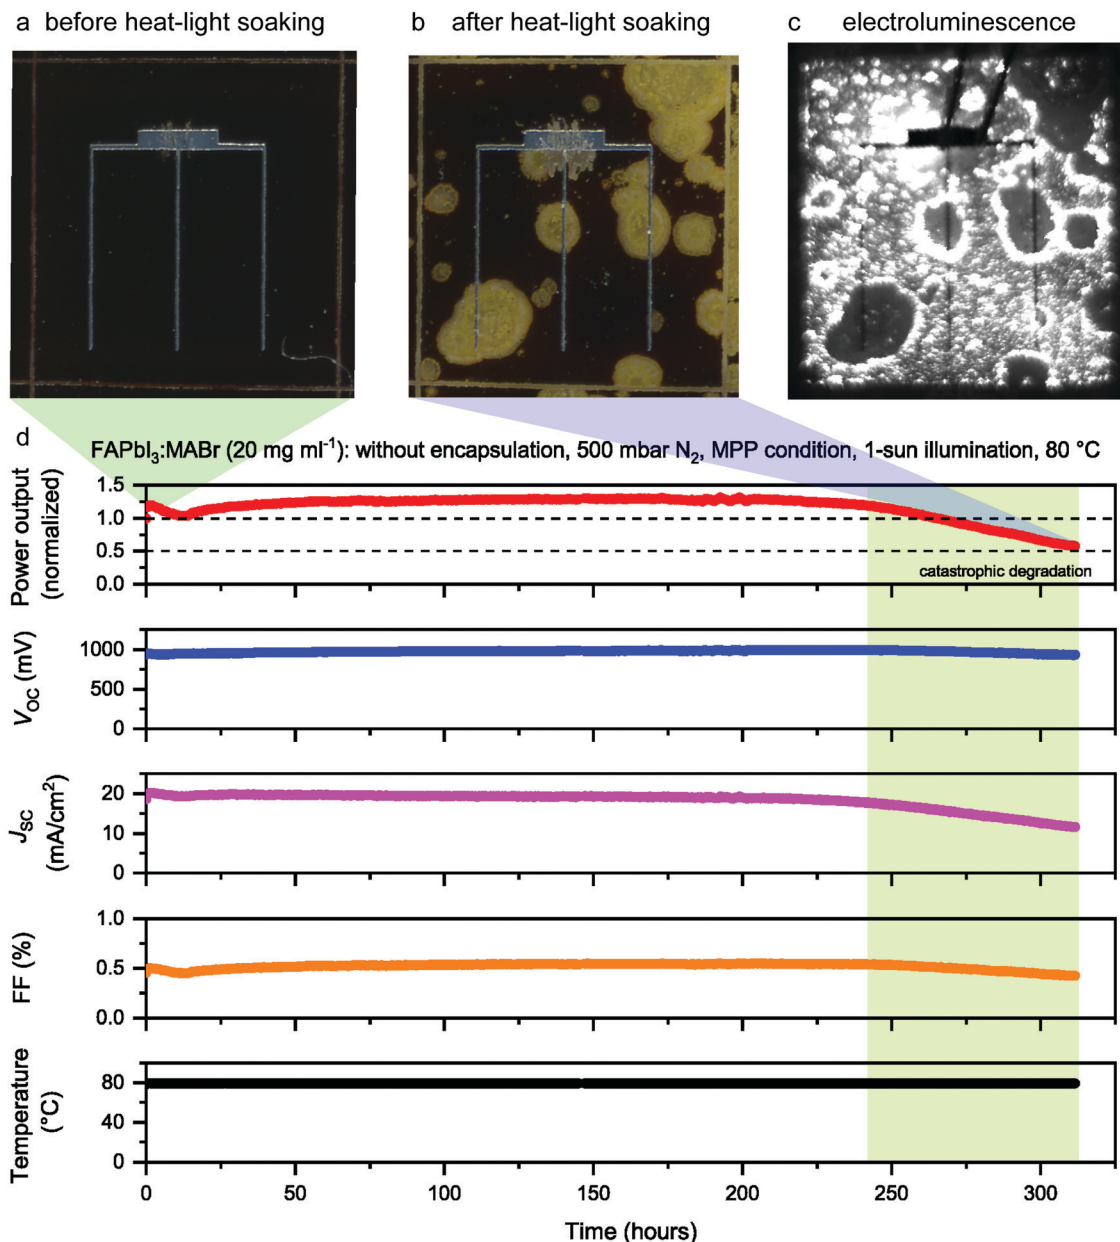 a before heat-light soaking
b after heat-light soaking
c electroluminescence
d
FAPbI₃:MABr (20 mg ml⁻¹): without encapsulation, 500 mbar N₂, MPP condition, 1-sun illumination, 80 °C
Power output
(normalized)
1.5
1.0
0.5
0.0
catastrophic degradation
V_OC (mV)
1000
500
0
J_SC
(mA/cm²)
20
10
0
FF (%)
1.0
0.5
0.0
Temperature
(°C)
80
40
0
0 50 100 150 200 250 300
Time (hours)